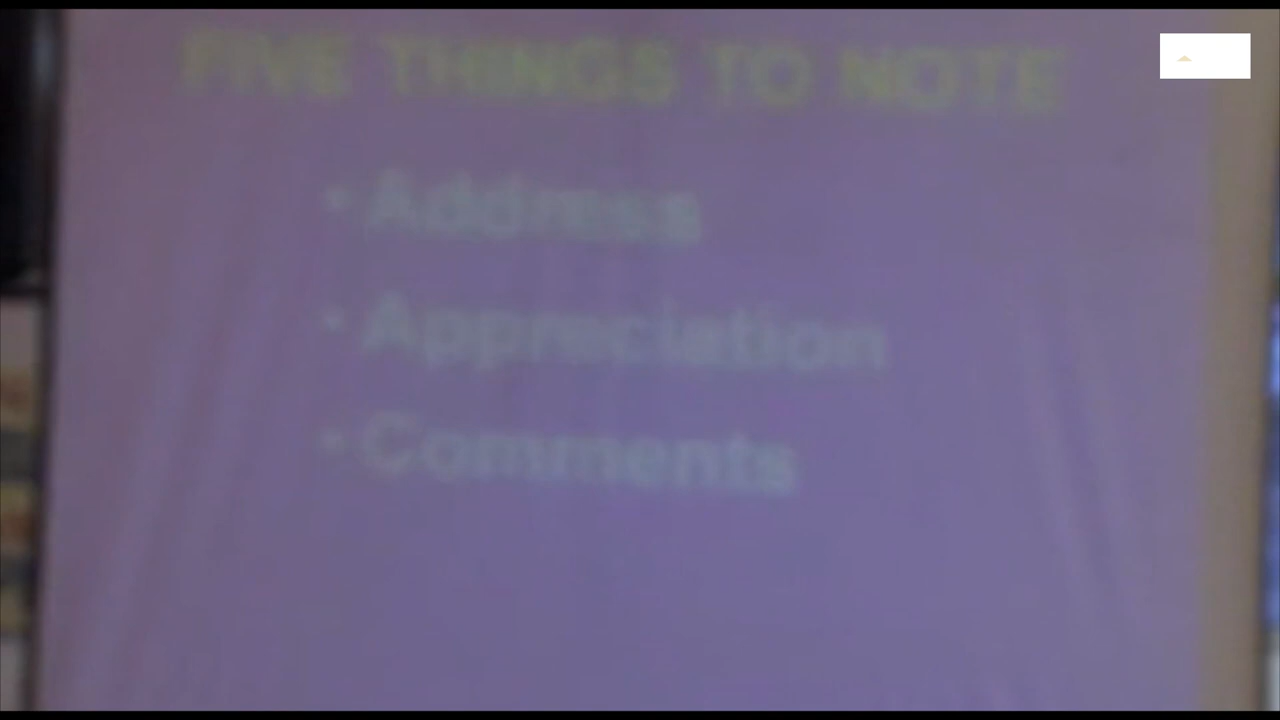 FIVE THINGS TO NOTE
• Address
• Appreciation
• Comments